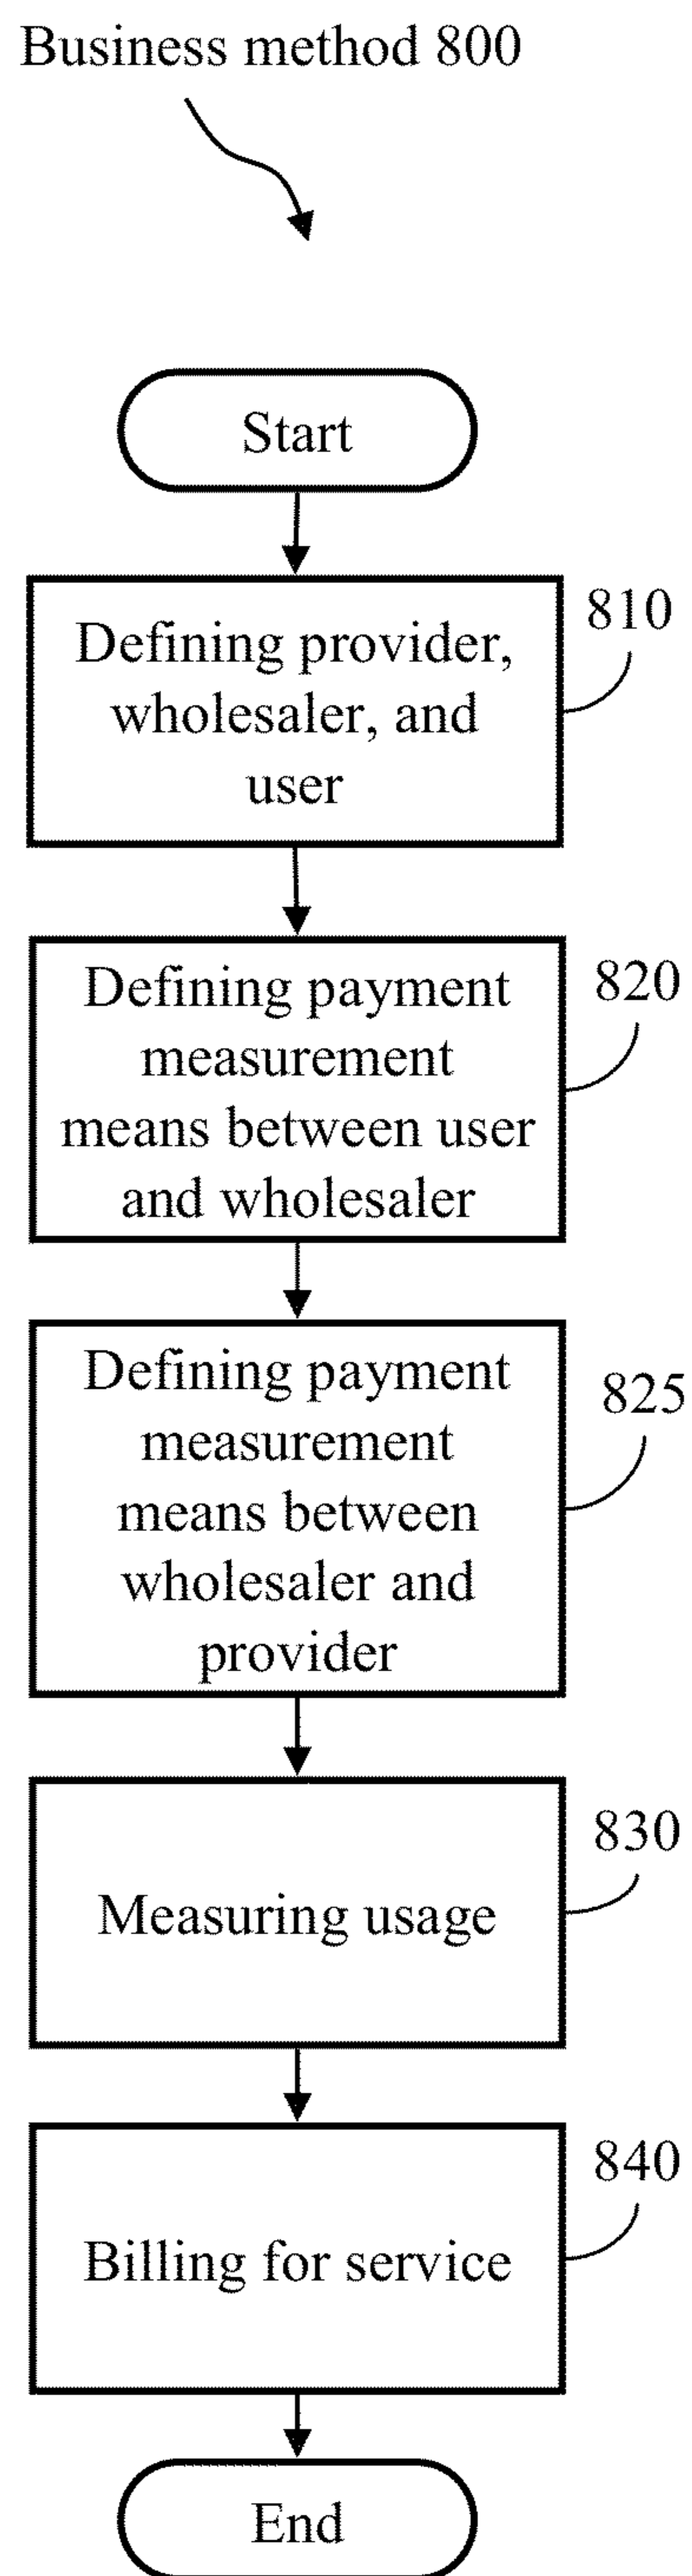 Business method 800
Start
810
Defining provider,
wholesaler, and
user
820
Defining payment
measurement
means between user
and wholesaler
825
Defining payment
measurement
means between
wholesaler and
provider
830
Measuring usage
840
Billing for service
End